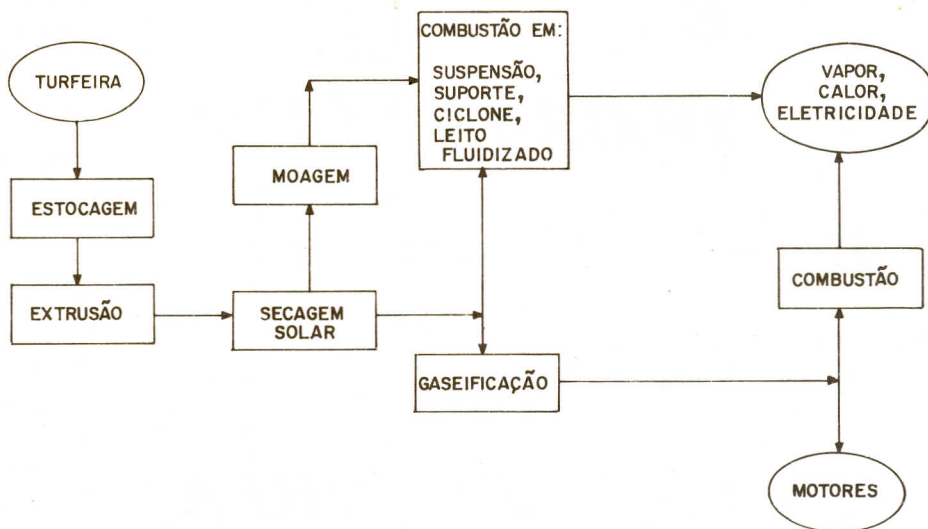 TURFEIRA
ESTOCAGEM
EXTRUSÃO
SECAGEM
SOLAR
MOAGEM
COMBUSTÃO EM:
SUSPENSÃO,
SUPORTE,
CICLONE,
LEITO
FLUIDIZADO
GASEIFICAÇÃO
VAPOR,
CALOR,
ELETRICIDADE
COMBUSTÃO
MOTORES